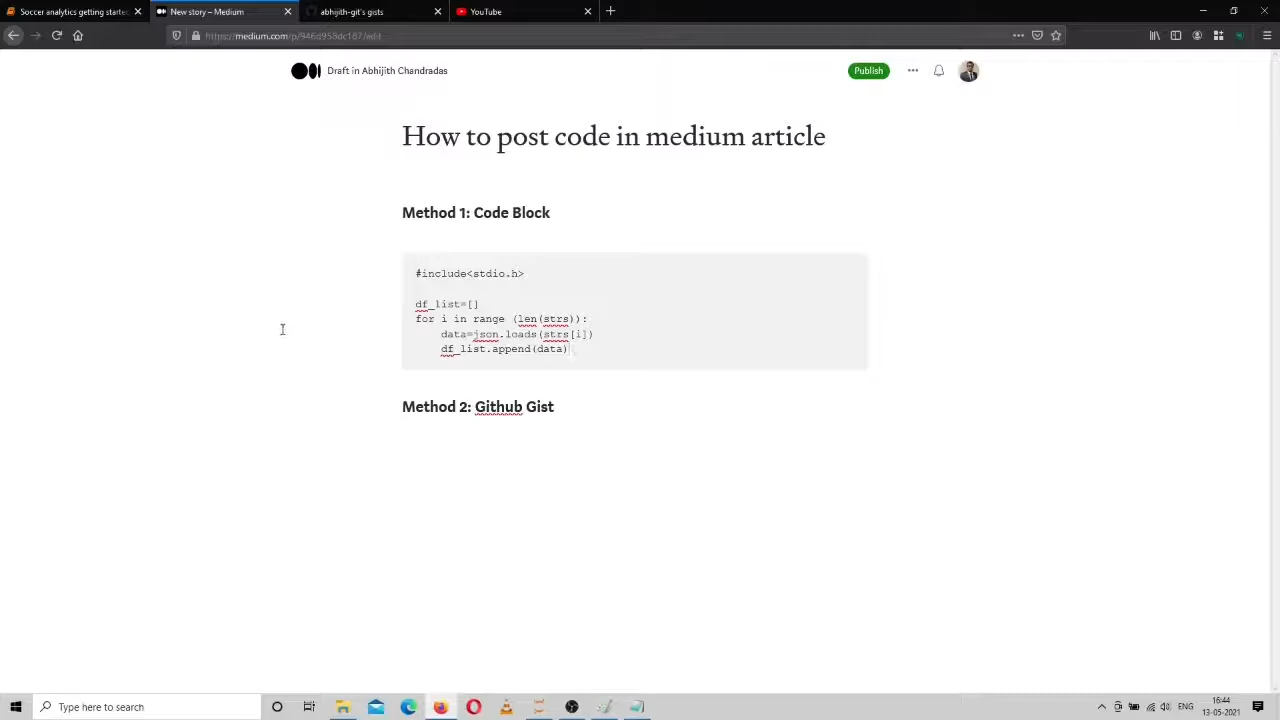 Soccer analytics getting starte
New story – Medium
abhijith-git's gists
YouTube
https://medium.com/p/946d958dc187/edit
Draft in Abhijith Chandradas
Publish
How to post code in medium article
Method 1: Code Block
#include<stdio.h>
df_list=[]
for i in range (len(strs)):
data=json.loads(strs[i])
df_list.append(data)
Method 2: Github Gist
Type here to search
ENG
16:44
13-05-2021